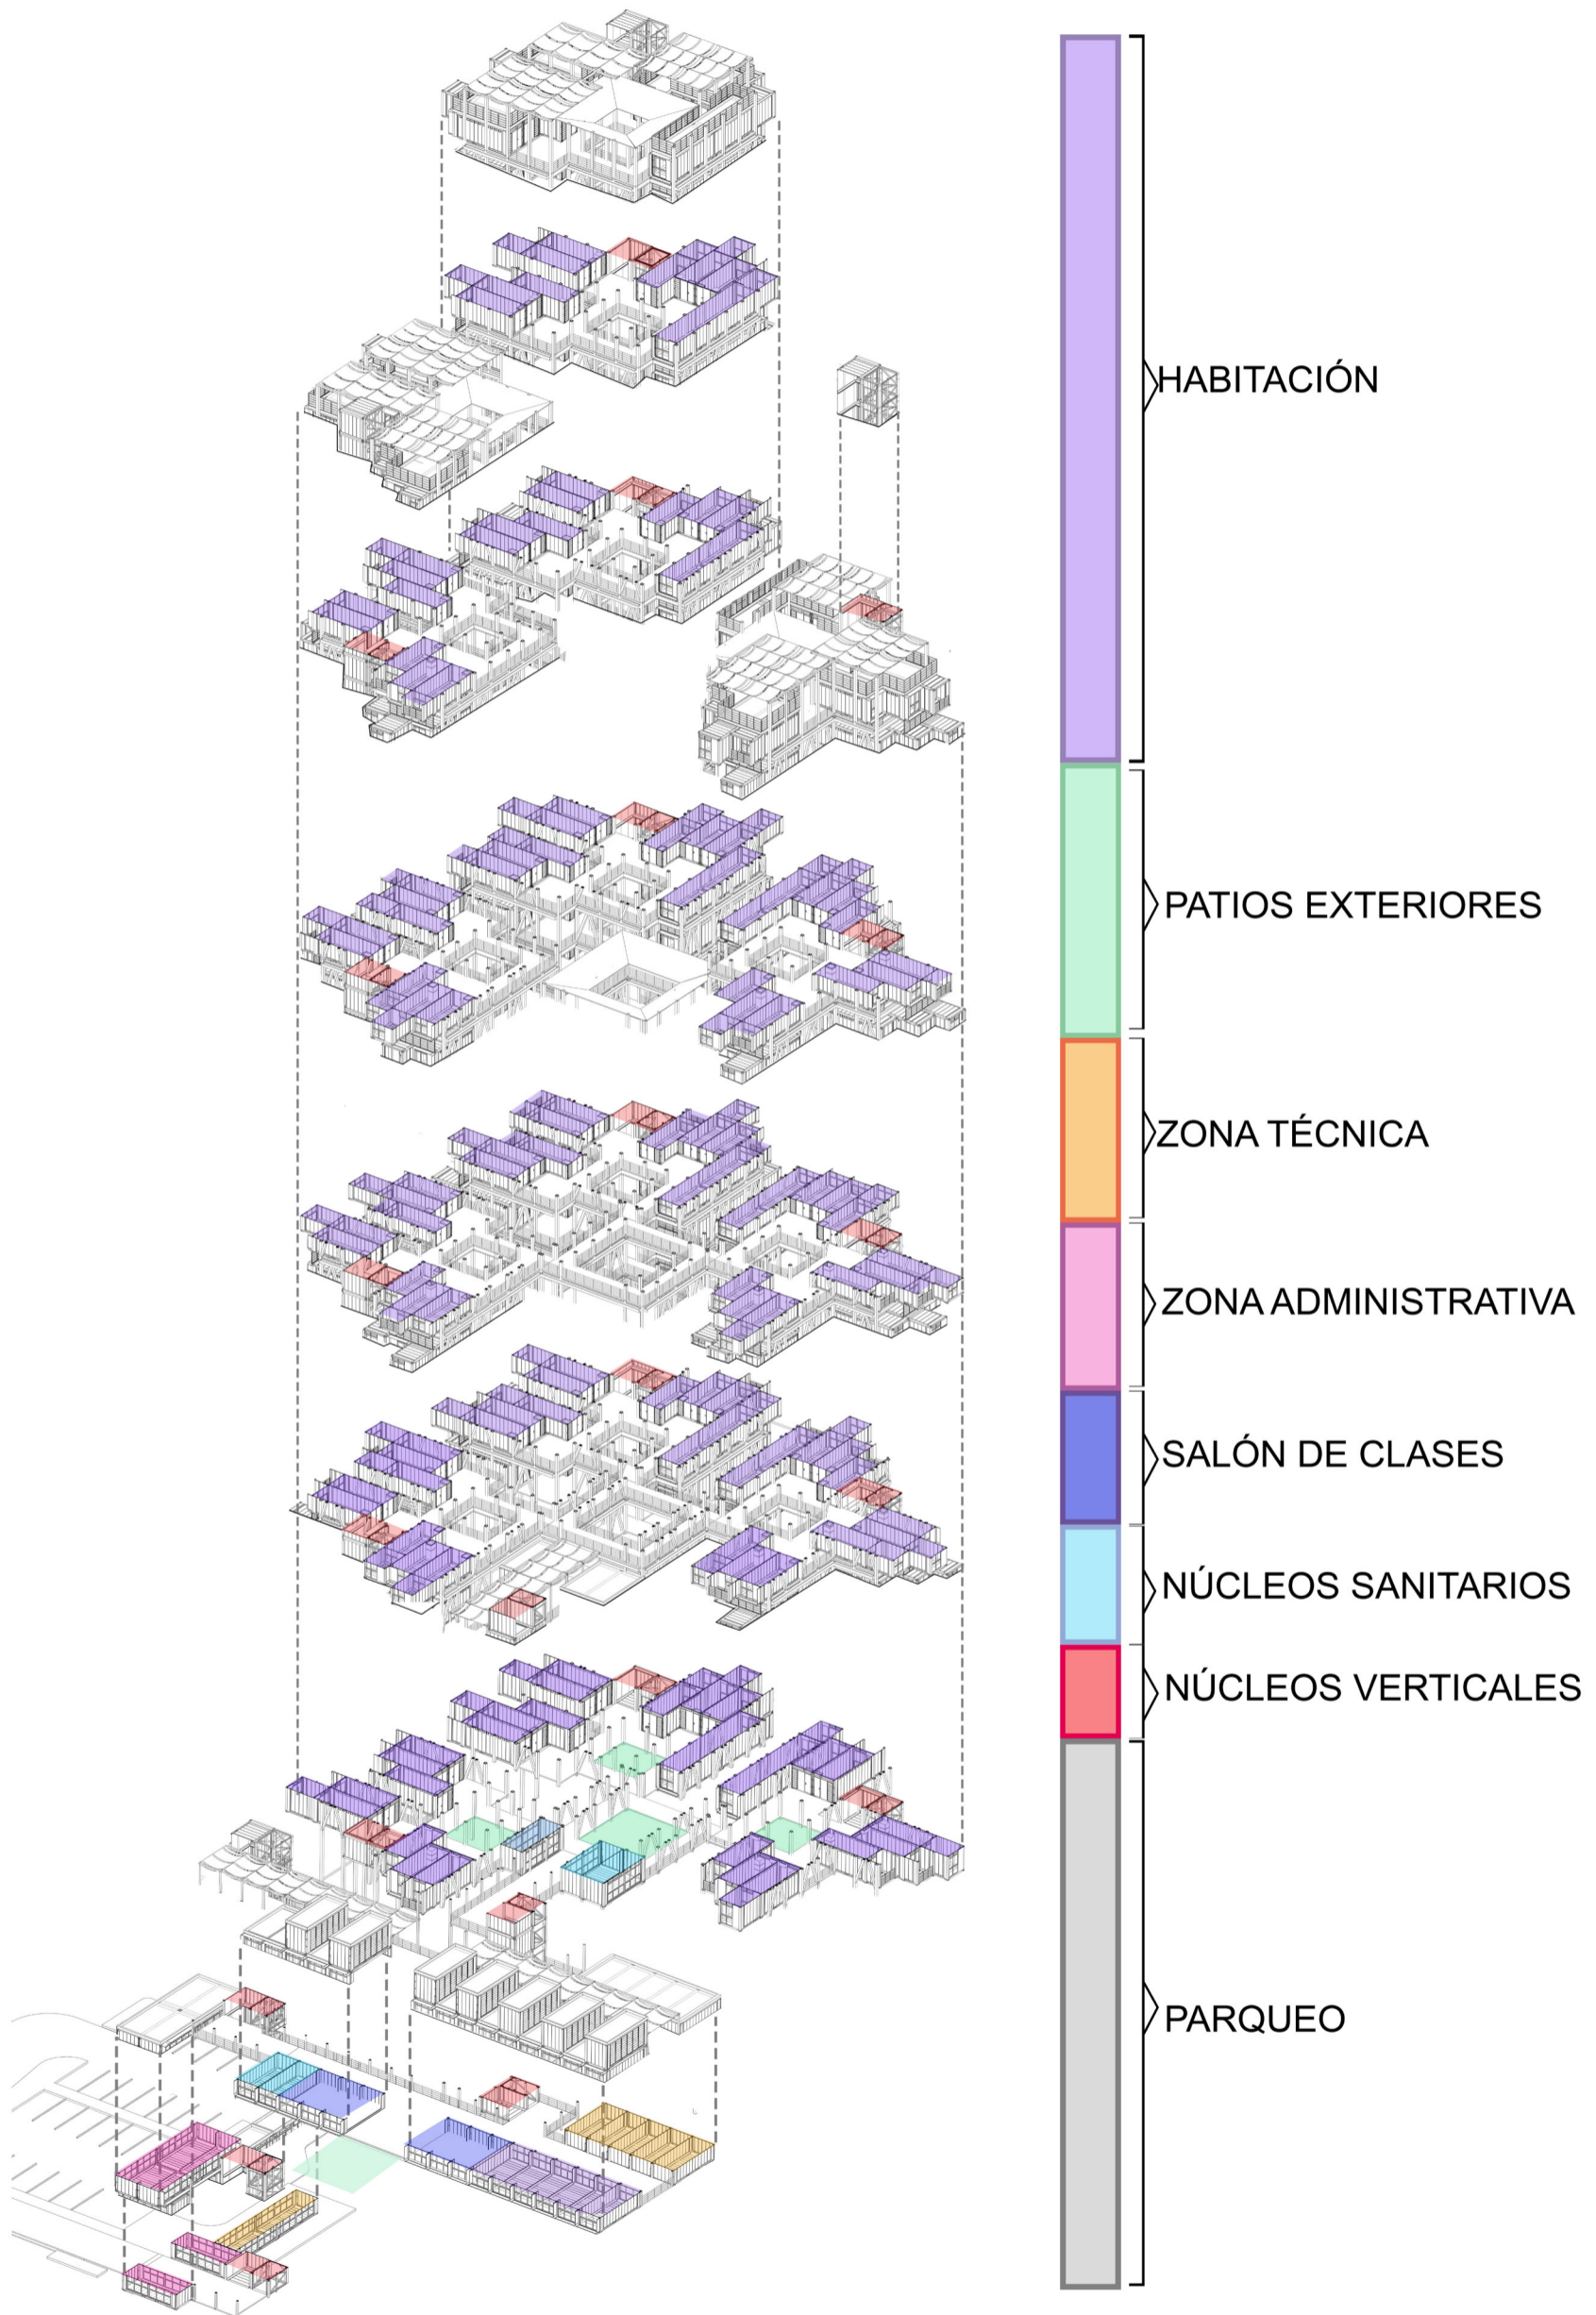 HABITACIÓN
PATIOS EXTERIORES
ZONA TÉCNICA
ZONA ADMINISTRATIVA
SALÓN DE CLASES
NÚCLEOS SANITARIOS
NÚCLEOS VERTICALES
PARQUEO